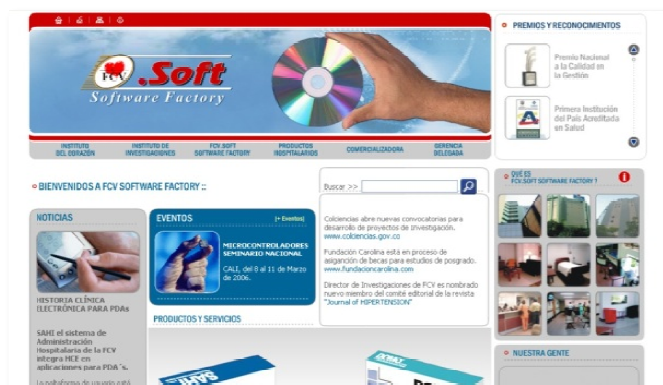 PREMIOS Y RECONOCIMIENTOS
Premio Nacional
a la Calidad en
la Gestión
Primera Institución
del País Acreditada
en Salud
FCV
.Soft
Software Factory
INSTITUTO
DEL CORAZÓN
INSTITUTO DE
INVESTIGACIONES
FCV.SOFT
SOFTWARE FACTORY
PRODUCTOS
HOSPITALARIOS
COMERCIALIZADORA
GERENCIA
DELEGADA
BIENVENIDOS A FCV SOFTWARE FACTORY ::
Buscar >>
QUÉ ES
FCV.SOFT SOFTWARE FACTORY ?
NOTICIAS
HISTORIA CLÍNICA
ELECTRÓNICA PARA PDAs
SAHI el sistema de
Administración
Hospitalaria de la FCV
integra HCE en
aplicaciones para PDA´s.
La plataforma de usuario está
EVENTOS
[+ Eventos]
MICROCONTROLADORES
SEMINARIO NACIONAL
CALI, del 8 al 11 de Marzo
de 2006.
Colciencias abre nuevas convocatorias para
desarrollo de proyectos de investigación.
www.colciencias.gov.co
Fundación Carolina está en proceso de
asignación de becas para estudios de posgrado.
www.fundacioncarolina.com
Director de Investigaciones de FCV es nombrado
nuevo miembro del comité editorial de la revista
"Journal of HIPERTENSION"
PRODUCTOS Y SERVICIOS
SAHI
NUESTRA GENTE